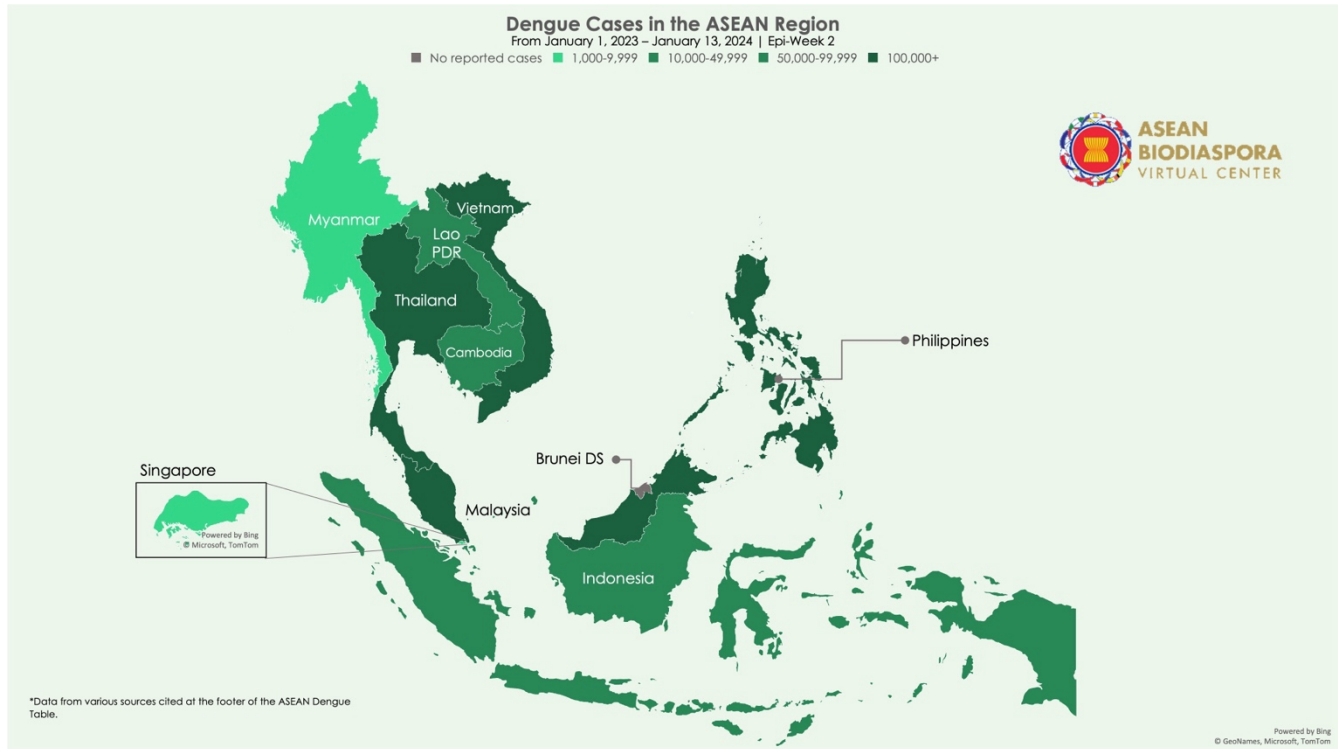 Dengue Cases in the ASEAN Region
From January 1, 2023 – January 13, 2024 | Epi-Week 2
No reported cases 1,000-9,999 10,000-49,999 50,000-99,999 100,000+
ASEAN
BIODIASPORA
VIRTUAL CENTER
Myanmar
Vietnam
Lao
PDR
Thailand
Cambodia
Philippines
Brunei DS
Singapore
Powered by Bing
© Microsoft, TomTom
Malaysia
Indonesia
*Data from various sources cited at the footer of the ASEAN Dengue
Table.
Powered by Bing
© GeoNames, Microsoft, TomTom